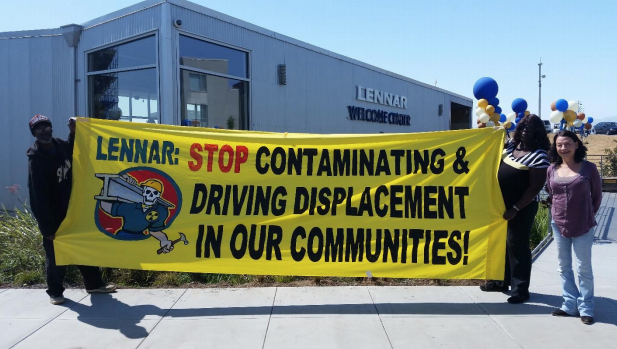 LENNAR
WELCOME CENTER
LENNAR: STOP CONTAMINATING &
DRIVING DISPLACEMENT
IN OUR COMMUNITIES!